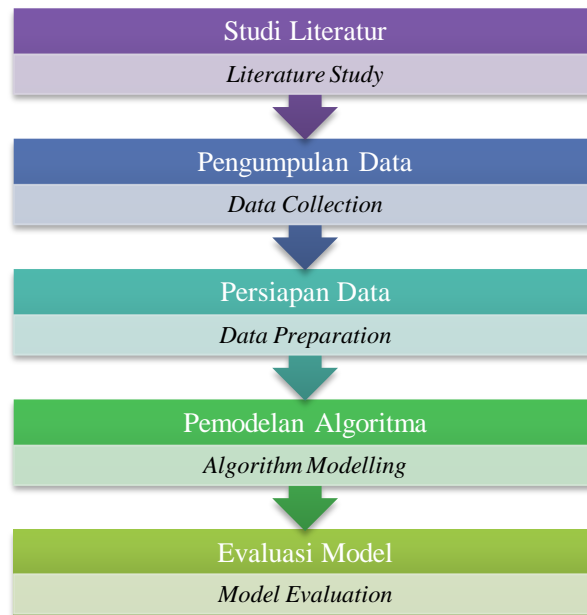 Studi Literatur
Literature Study
Pengumpulan Data
Data Collection
Persiapan Data
Data Preparation
Pemodelan Algoritma
Algorithm Modelling
Evaluasi Model
Model Evaluation